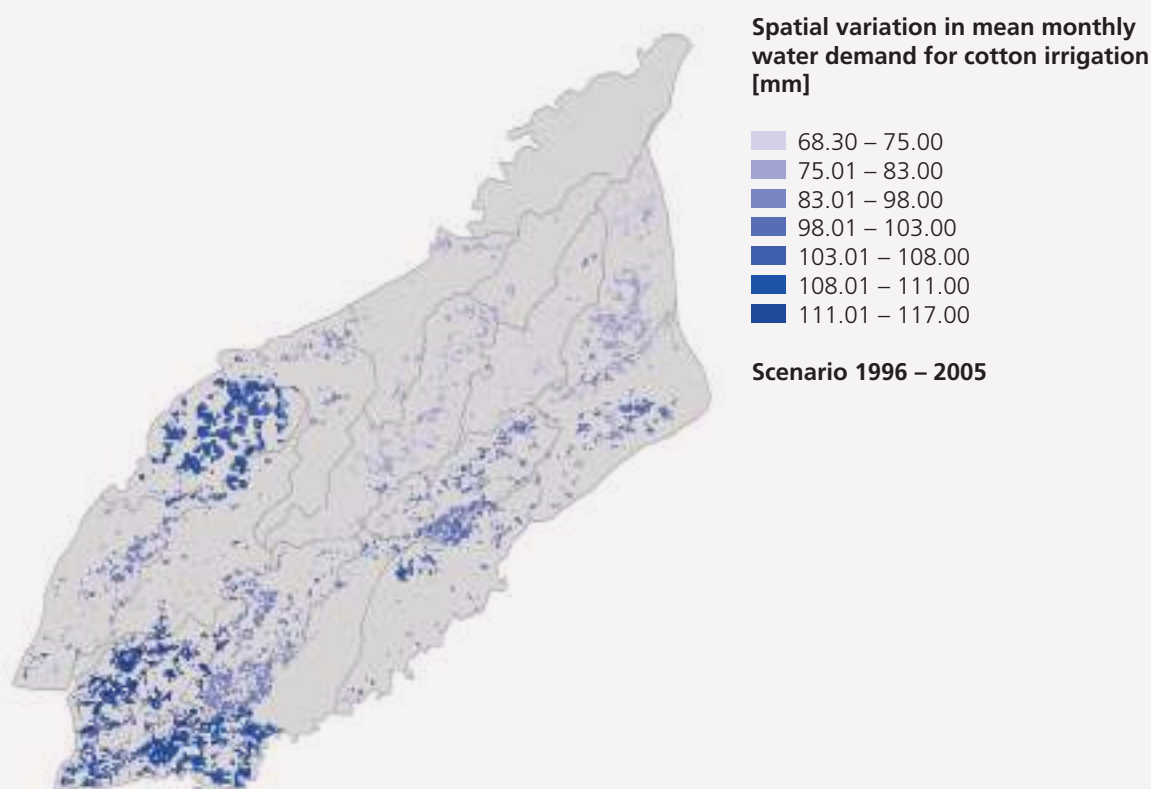 Spatial variation in mean monthly
water demand for cotton irrigation
[mm]
68.30 – 75.00
75.01 – 83.00
83.01 – 98.00
98.01 – 103.00
103.01 – 108.00
108.01 – 111.00
111.01 – 117.00
Scenario 1996 – 2005